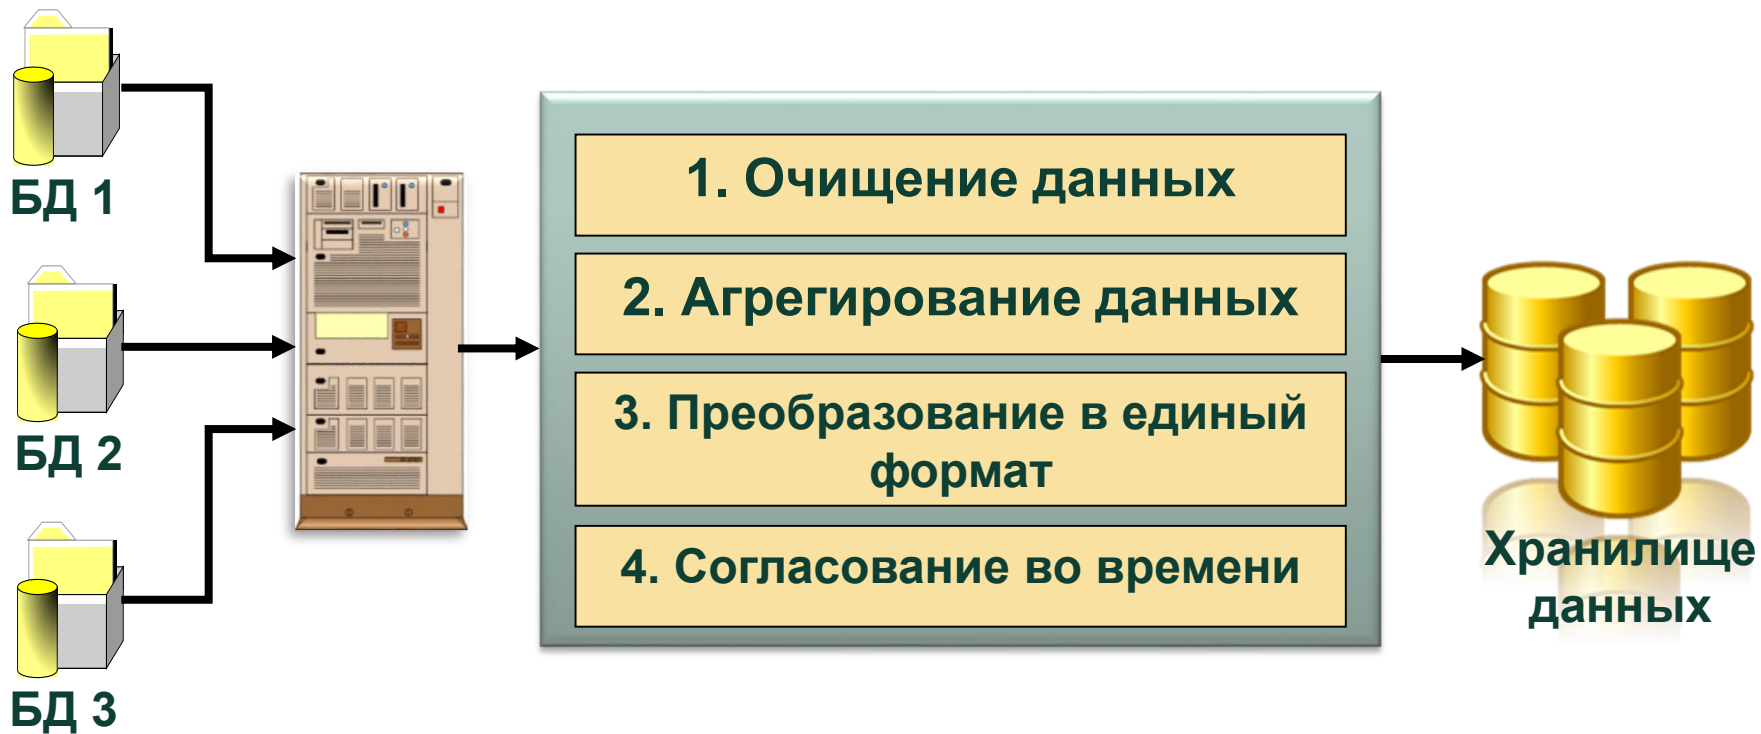 БД 1
БД 2
БД 3
1. Очищение данных
2. Агрегирование данных
3. Преобразование в единый
формат
4. Согласование во времени
Хранилище
данных